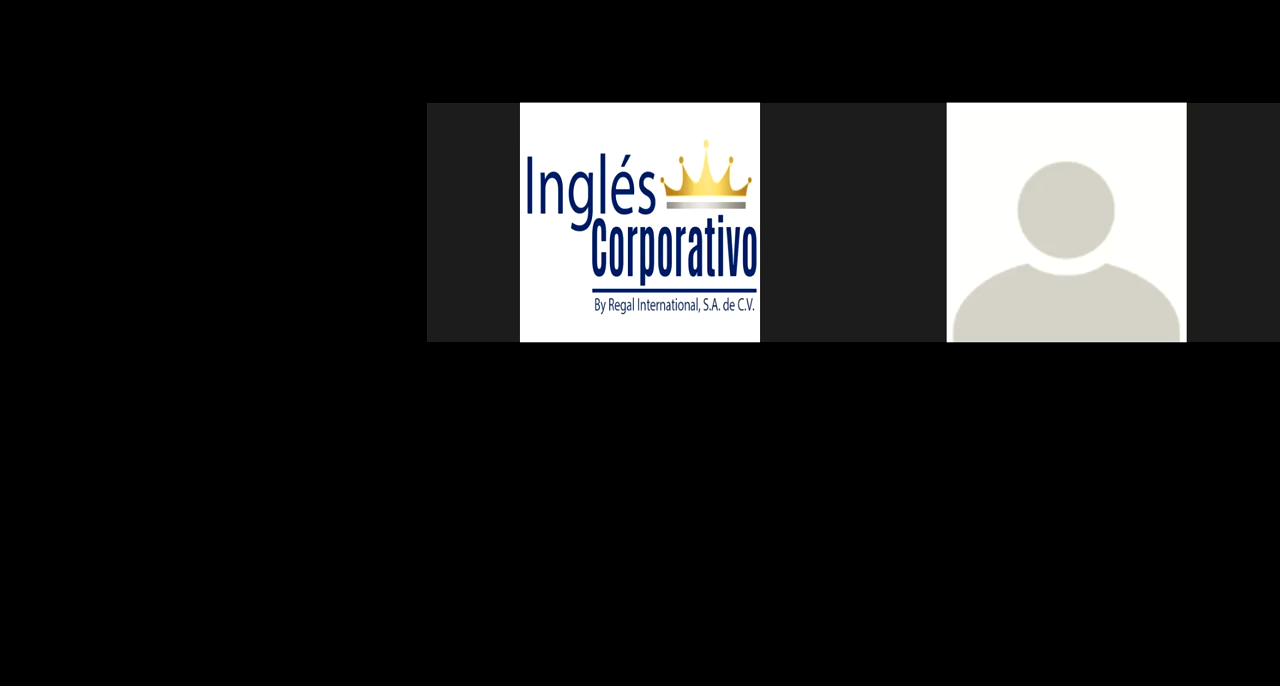 Inglés
Corporativo
By Regal International, S.A. de C.V.